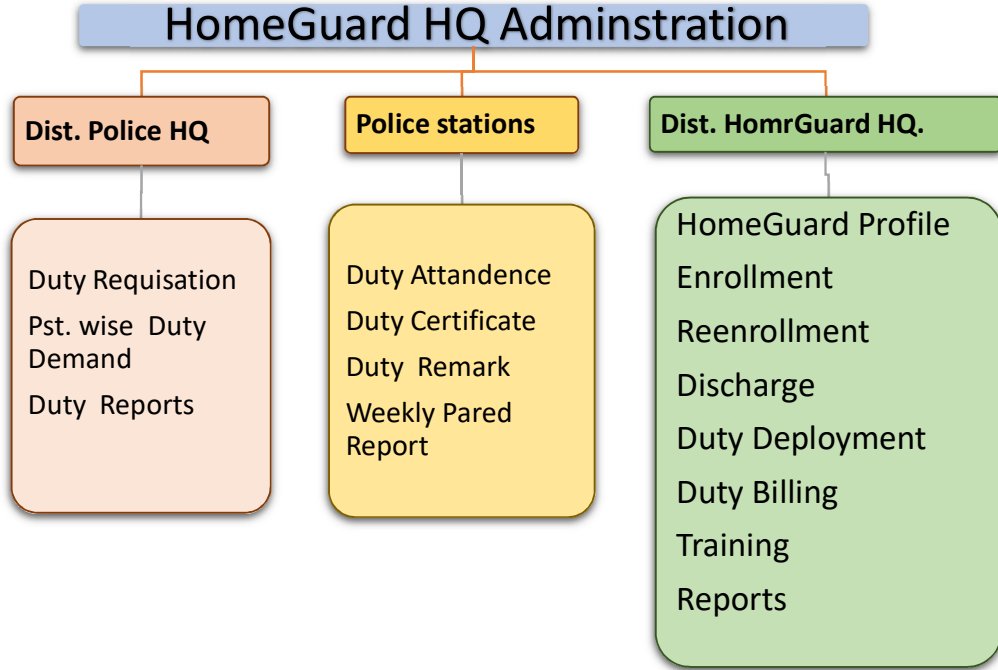 HomeGuard HQ Adminstration
Dist. Police HQ
Duty Requisation
Pst. wise Duty
Demand
Duty Reports
Police stations
Duty Attandence
Duty Certificate
Duty Remark
Weekly Pared
Report
Dist. HomrGuard HQ.
HomeGuard Profile
Enrollment
Reenrollment
Discharge
Duty Deployment
Duty Billing
Training
Reports